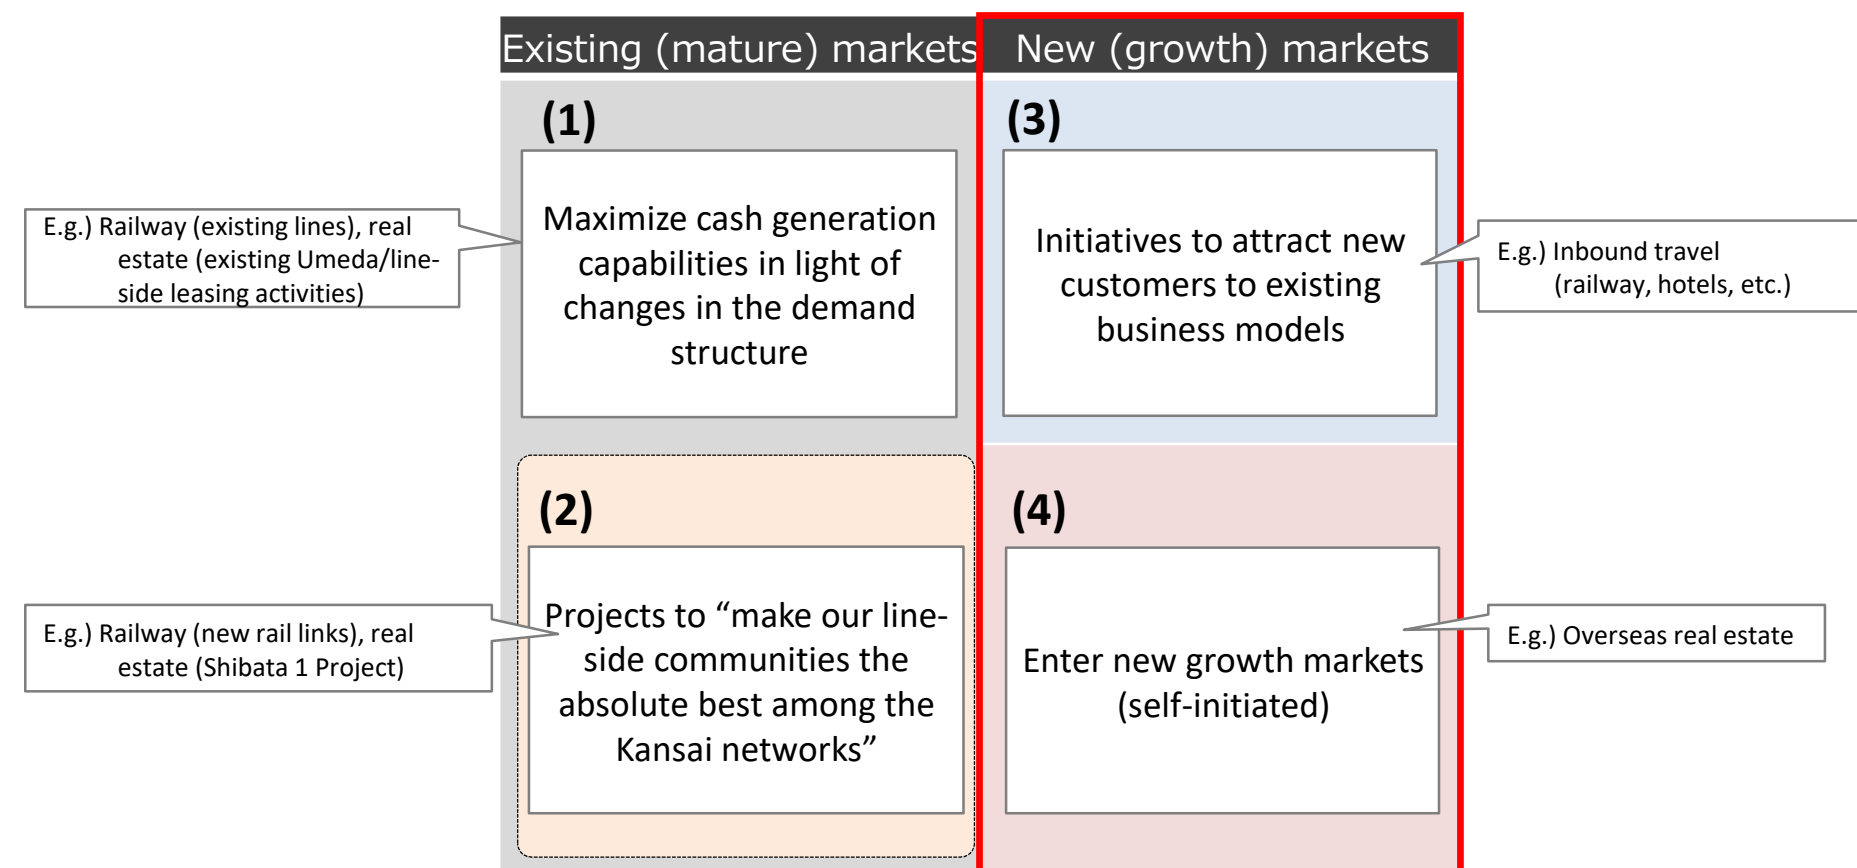 Existing (mature) markets
New (growth) markets
(1)
Maximize cash generation
capabilities in light of
changes in the demand
structure
E.g.) Railway (existing lines), real
estate (existing Umeda/line-
side leasing activities)
(3)
Initiatives to attract new
customers to existing
business models
E.g.) Inbound travel
(railway, hotels, etc.)
(2)
Projects to “make our line-
side communities the
absolute best among the
Kansai networks”
E.g.) Railway (new rail links), real
estate (Shibata 1 Project)
(4)
Enter new growth markets
(self-initiated)
E.g.) Overseas real estate